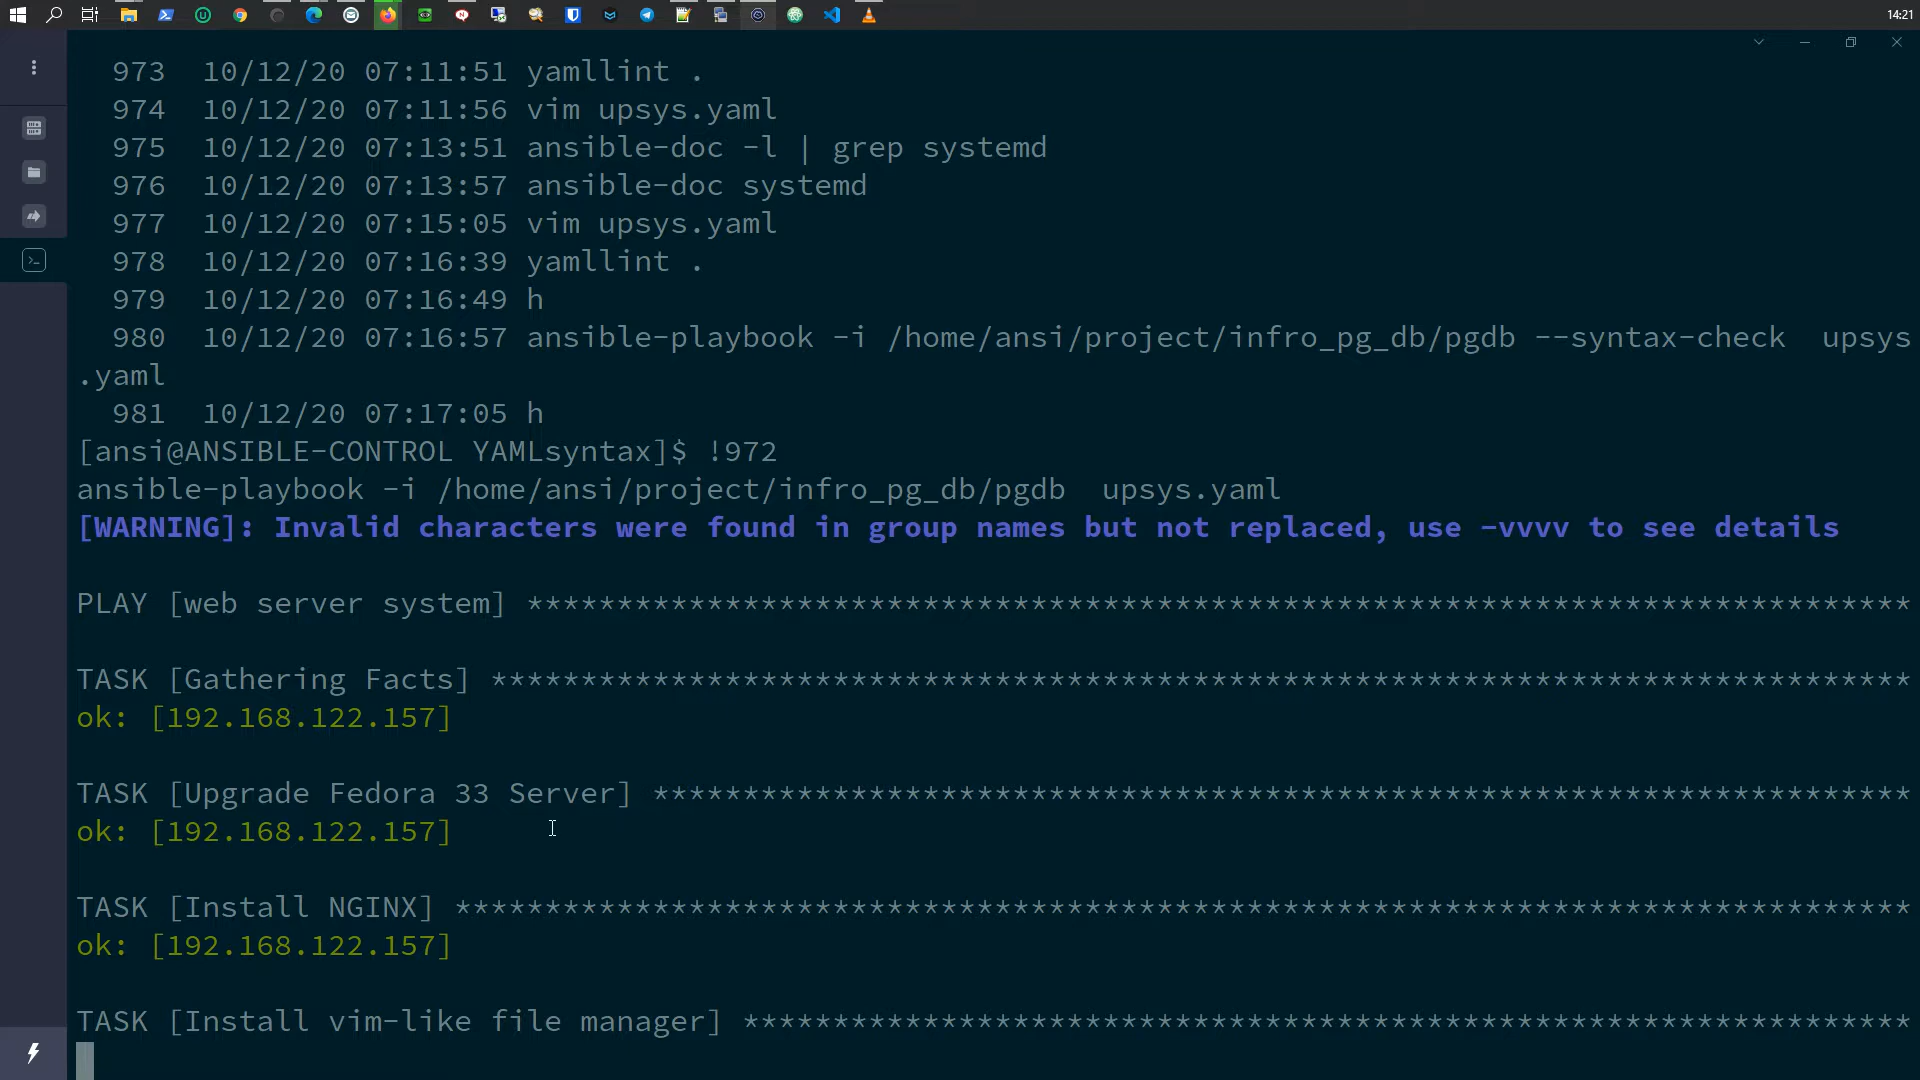 14:21
973  10/12/20 07:11:51 yamllint .
974  10/12/20 07:11:56 vim upsys.yaml
975  10/12/20 07:13:51 ansible-doc -l | grep systemd
976  10/12/20 07:13:57 ansible-doc systemd
977  10/12/20 07:15:05 vim upsys.yaml
978  10/12/20 07:16:39 yamllint .
979  10/12/20 07:16:49 h
980  10/12/20 07:16:57 ansible-playbook -i /home/ansi/project/infro_pg_db/pgdb --syntax-check  upsys
.yaml
981  10/12/20 07:17:05 h
[ansi@ANSIBLE-CONTROL YAMLsyntax]$ !972
ansible-playbook -i /home/ansi/project/infro_pg_db/pgdb  upsys.yaml
[WARNING]: Invalid characters were found in group names but not replaced, use -vvvv to see details
PLAY [web server system] *****************************************************************************
TASK [Gathering Facts] *******************************************************************************
ok: [192.168.122.157]
TASK [Upgrade Fedora 33 Server] **********************************************************************
ok: [192.168.122.157]
TASK [Install NGINX] *********************************************************************************
ok: [192.168.122.157]
TASK [Install vim-like file manager] *****************************************************************